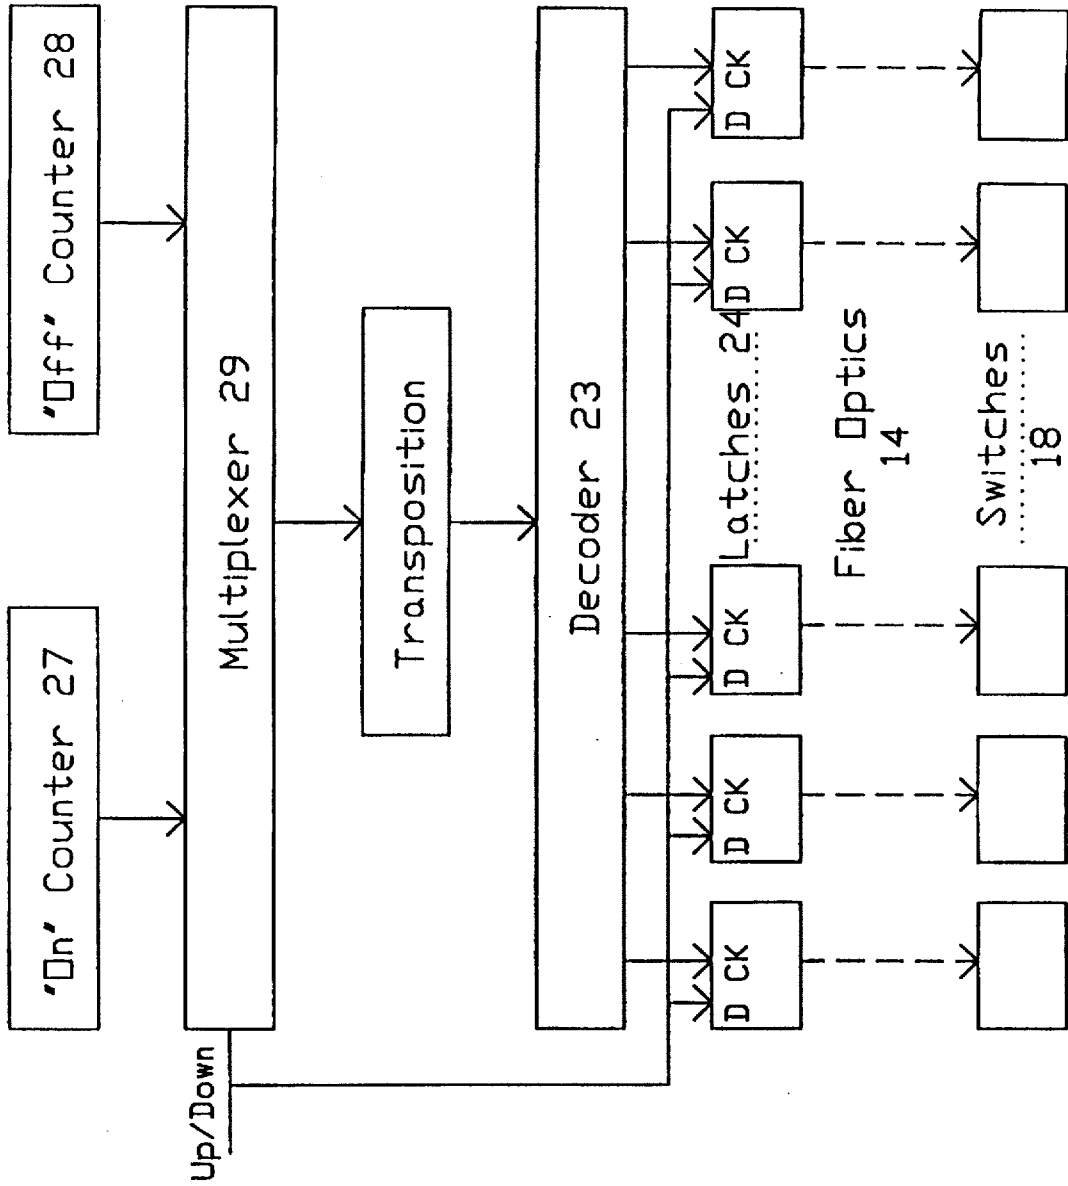 "On" Counter 27
"Off" Counter 28
Up/Down
Multiplexer 29
Transposition
Decoder 23
D CK
D CK
D CK
Latches 24
D CK
D CK
Fiber Optics
14
Switches
18